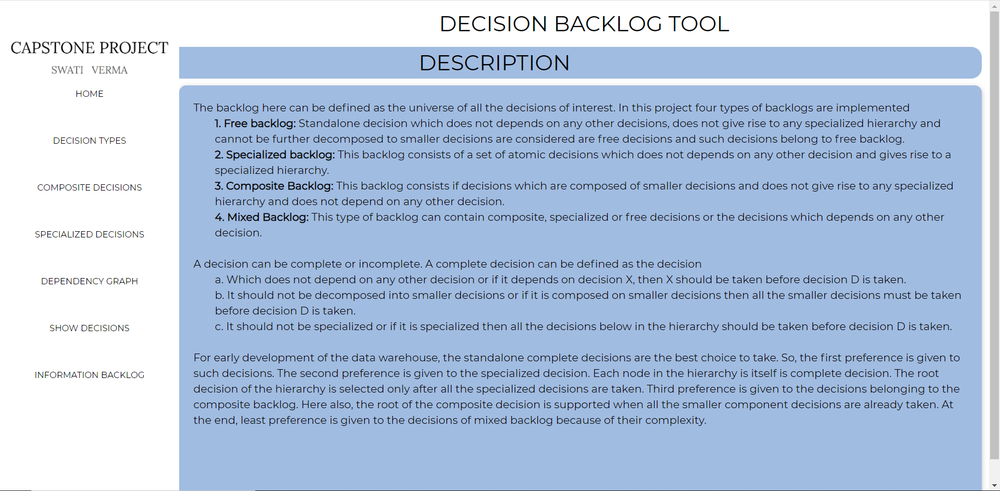 DECISION BACKLOG TOOL
CAPSTONE PROJECT
SWATI VERMA
HOME
DECISION TYPES
COMPOSITE DECISIONS
SPECIALIZED DECISIONS
DEPENDENCY GRAPH
SHOW DECISIONS
INFORMATION BACKLOG
DESCRIPTION
The backlog here can be defined as the universe of all the decisions of interest. In this project four types of backlogs are implemented
1. Free backlog: Standalone decision which does not depends on any other decisions, does not give rise to any specialized hierarchy and
cannot be further decomposed to smaller decisions are considered are free decisions and such decisions belong to free backlog.
2. Specialized backlog: This backlog consists of a set of atomic decisions which does not depends on any other decision and gives rise to a
specialized hierarchy.
3. Composite Backlog: This backlog consists if decisions which are composed of smaller decisions and does not give rise to any specialized
hierarchy and does not depend on any other decision.
4. Mixed Backlog: This type of backlog can contain composite, specialized or free decisions or the decisions which depends on any other
decision.
A decision can be complete or incomplete. A complete decision can be defined as the decision
a. Which does not depend on any other decision or if it depends on decision X, then X should be taken before decision D is taken.
b. It should not be decomposed into smaller decisions or if it is composed on smaller decisions then all the smaller decisions must be taken
before decision D is taken.
c. It should not be specialized or if it is specialized then all the decisions below in the hierarchy should be taken before decision D is taken.
For early development of the data warehouse, the standalone complete decisions are the best choice to take. So, the first preference is given to
such decisions. The second preference is given to the specialized decision. Each node in the hierarchy is itself is complete decision. The root
decision of the hierarchy is selected only after all the specialized decisions are taken. Third preference is given to the decisions belonging to the
composite backlog. Here also, the root of the composite decision is supported when all the smaller component decisions are already taken. At
the end, least preference is given to the decisions of mixed backlog because of their complexity.